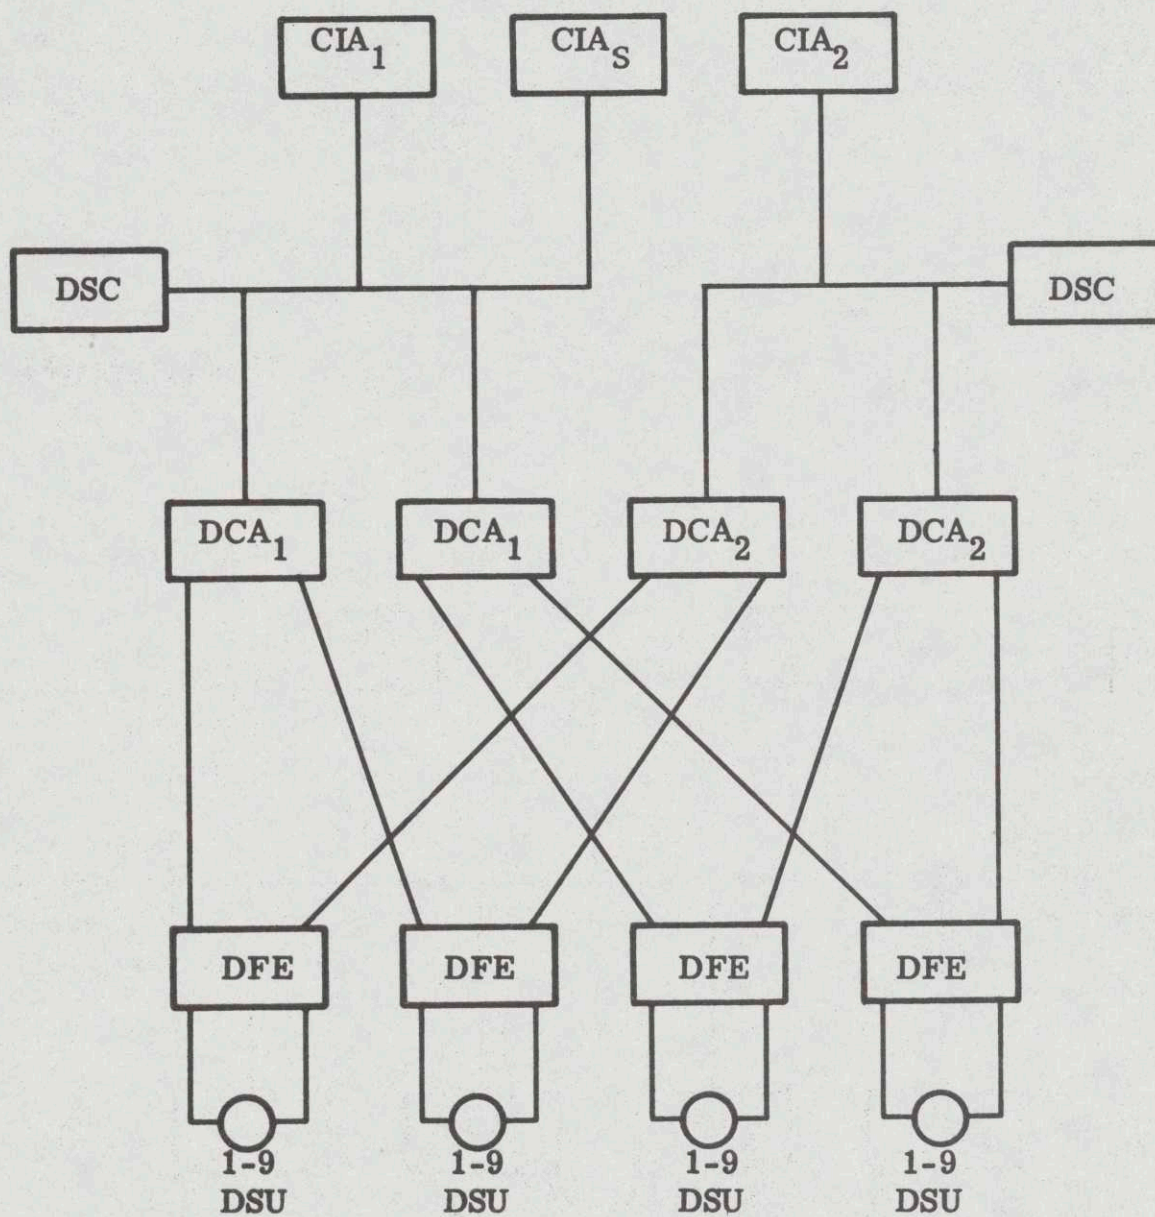 CIA₁
CIA_S
CIA₂
DSC
DSC
DCA₁
DCA₁
DCA₂
DCA₂
DFE
DFE
DFE
DFE
1-9
DSU
1-9
DSU
1-9
DSU
1-9
DSU